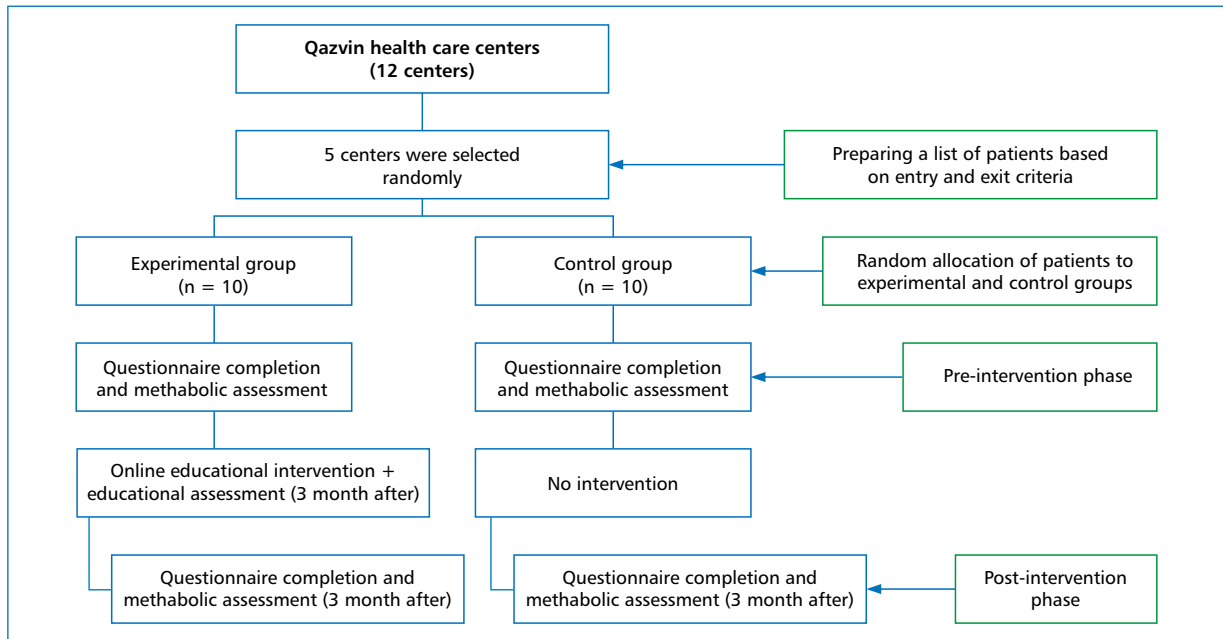 Qazvin health care centers
(12 centers)
5 centers were selected
randomly
Preparing a list of patients based
on entry and exit criteria
Experimental group
(n = 10)
Control group
(n = 10)
Random allocation of patients to
experimental and control groups
Questionnaire completion
and methabolic assessment
Questionnaire completion
and methabolic assessment
Pre-intervention phase
Online educational intervention +
educational assessment (3 month after)
No intervention
Questionnaire completion and
methabolic assessment (3 month after)
Questionnaire completion and
methabolic assessment (3 month after)
Post-intervention
phase